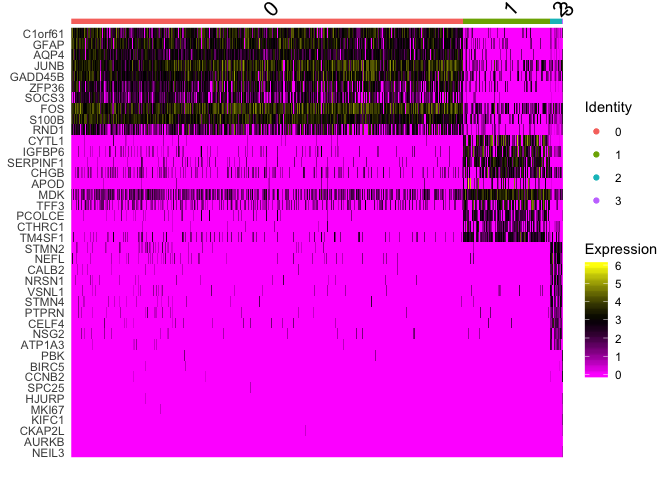 0
1
2
3
C1orf61
GFAP
AQP4
JUNB
GADD45B
ZFP36
SOCS3
FOS
S100B
RND1
CYTL1
IGFBP6
SERPINF1
CHGB
APOD
MDK
TFF3
PCOLCE
CTHRC1
TM4SF1
STMN2
NEFL
CALB2
NRSN1
VSNL1
STMN4
PTPRN
CELF4
NSG2
ATP1A3
PBK
BIRC5
CCNB2
SPC25
HJURP
MKI67
KIFC1
CKAP2L
AURKB
NEIL3
Identity
0
1
2
3
Expression
6
5
4
3
2
1
0